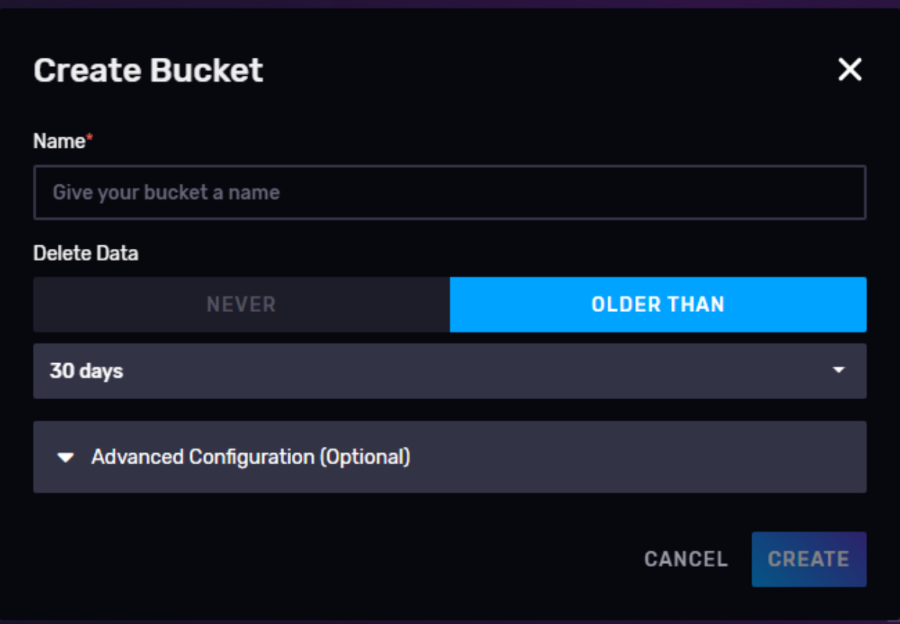 Create Bucket
Name*
Give your bucket a name
Delete Data
NEVER OLDER THAN
30 days
Advanced Configuration (Optional)
CANCEL CREATE